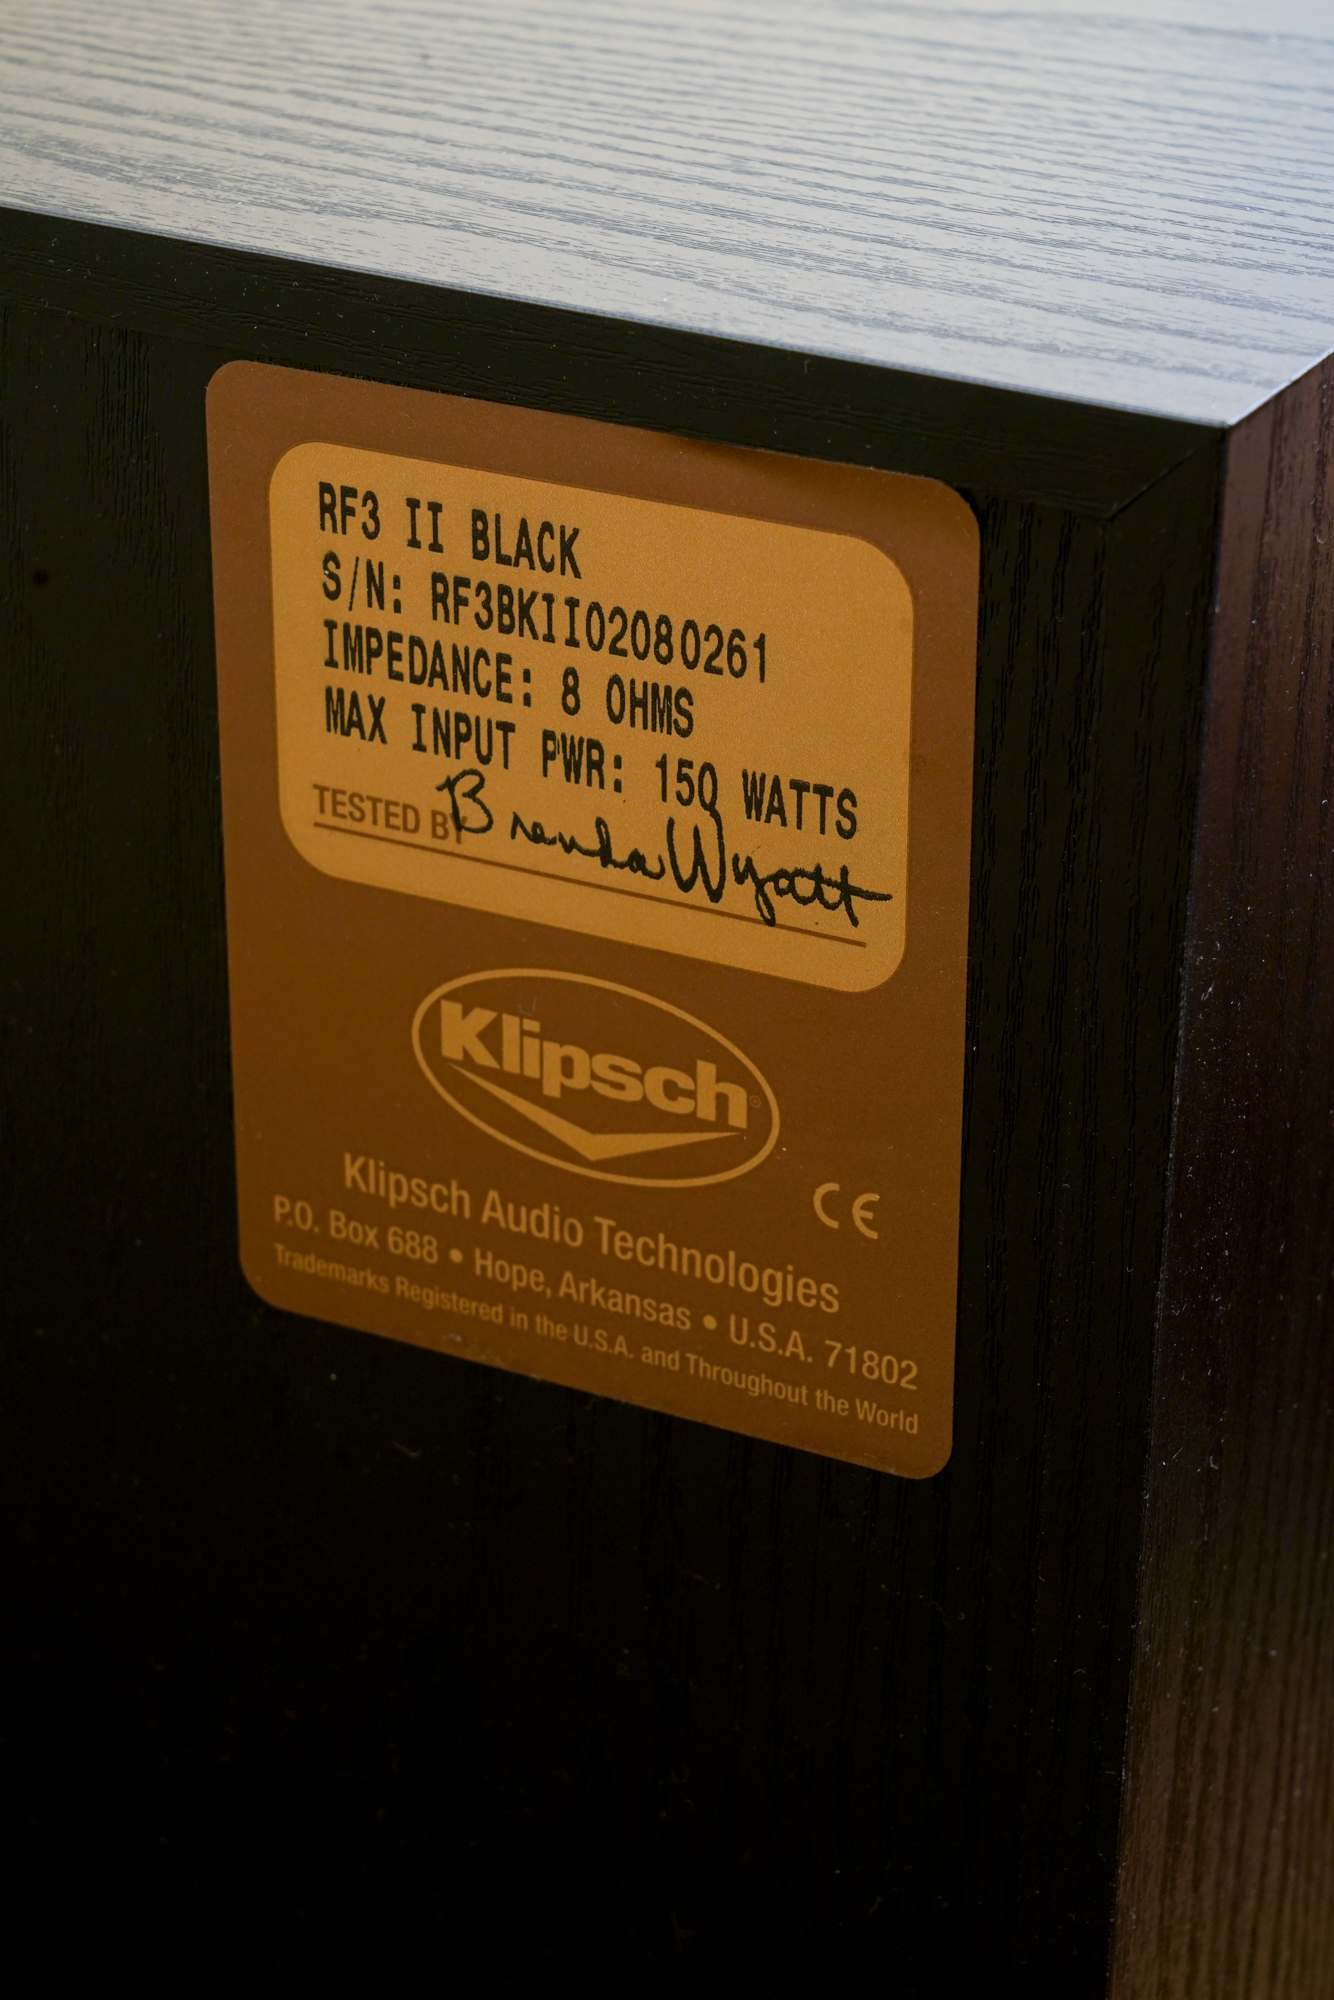 RF3 II BLACK
S/N: RF3BKII02080261
IMPEDANCE: 8 OHMS
MAX INPUT PWR: 150 WATTS
TESTED BY Brenda Wyatt
Klipsch®
CE
Klipsch Audio Technologies
P.O. Box 688 • Hope, Arkansas • U.S.A. 71802
Trademarks Registered in the U.S.A. and Throughout the World